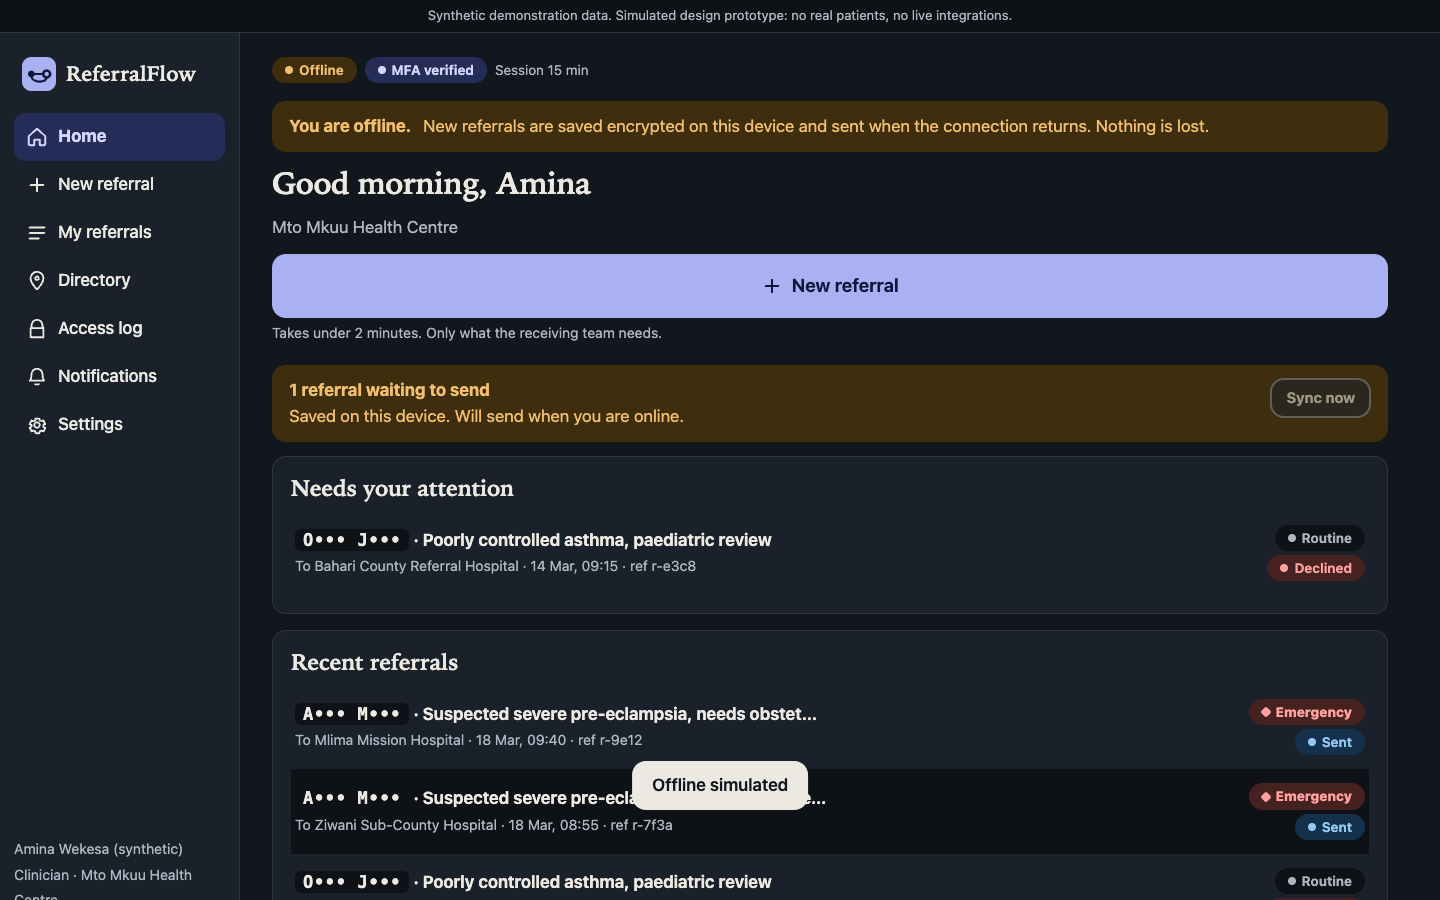 Synthetic demonstration data. Simulated design prototype: no real patients, no live integrations.
ReferralFlow
Home
New referral
My referrals
Directory
Access log
Notifications
Settings
Amina Wekesa (synthetic)
Clinician · Mto Mkuu Health
Centre
Offline
MFA verified
Session 15 min
You are offline. New referrals are saved encrypted on this device and sent when the connection returns. Nothing is lost.
Good morning, Amina
Mto Mkuu Health Centre
+ New referral
Takes under 2 minutes. Only what the receiving team needs.
1 referral waiting to send
Saved on this device. Will send when you are online.
Sync now
Needs your attention
O••• J••• · Poorly controlled asthma, paediatric review
To Bahari County Referral Hospital · 14 Mar, 09:15 · ref r-e3c8
Routine
Declined
Recent referrals
A••• M••• · Suspected severe pre-eclampsia, needs obstet...
To Mlima Mission Hospital · 18 Mar, 09:40 · ref r-9e12
Emergency
Sent
A••• M••• · Suspected severe
To Ziwani Sub-County Hospital · 18 Mar, 08:55 · ref r-7f3a
Emergency
Sent
Offline simulated
O••• J••• · Poorly controlled asthma, paediatric review
Routine